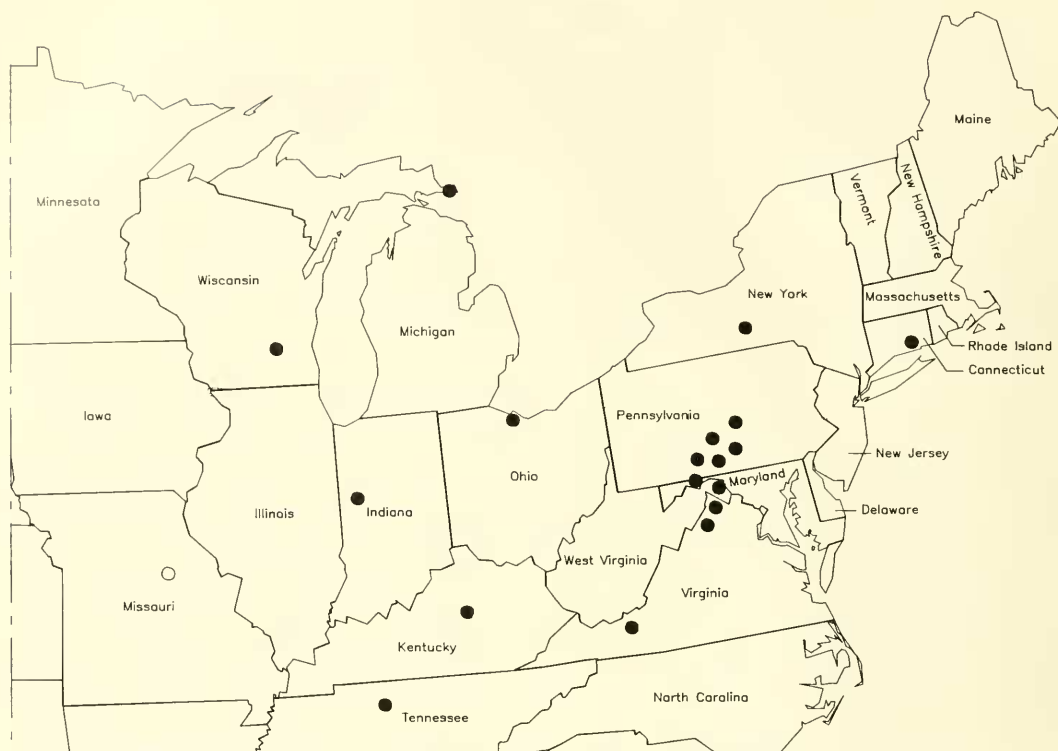 Maine
Minnesota
Vermont
New Hampshire
Wisconsin
New York
Massachusetts
Michigan
Rhode Island
Connecticut
Iowa
Pennsylvania
New Jersey
Ohio
Maryland
Illinois
Indiana
Delaware
West Virginia
Missouri
Virginia
Kentucky
North Carolina
Tennessee